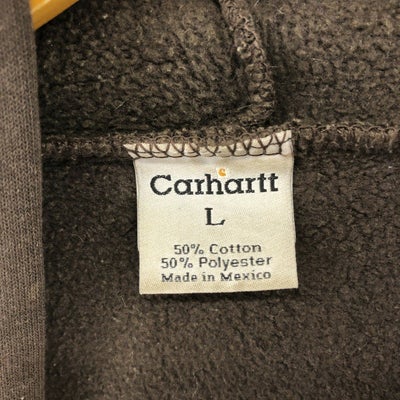 Carhartt
L
50% Cotton
50% Polyester
Made in Mexico